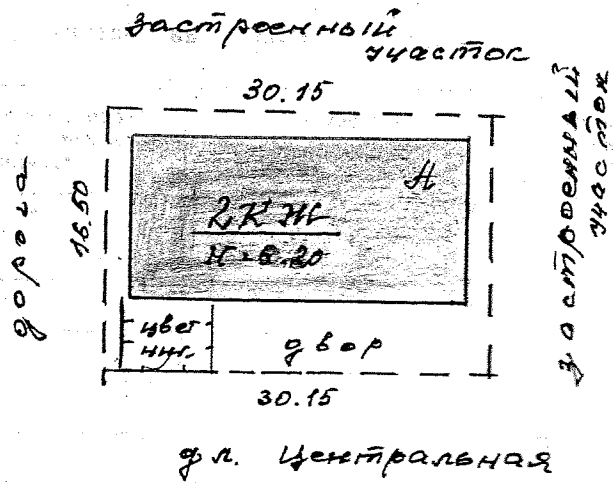 застроенный
участок
30.15
застроенный
участок
дорога
16.50
А
2КЖ
Н-6.20
цвет
ник.
двор
30.15
ул. Центральная